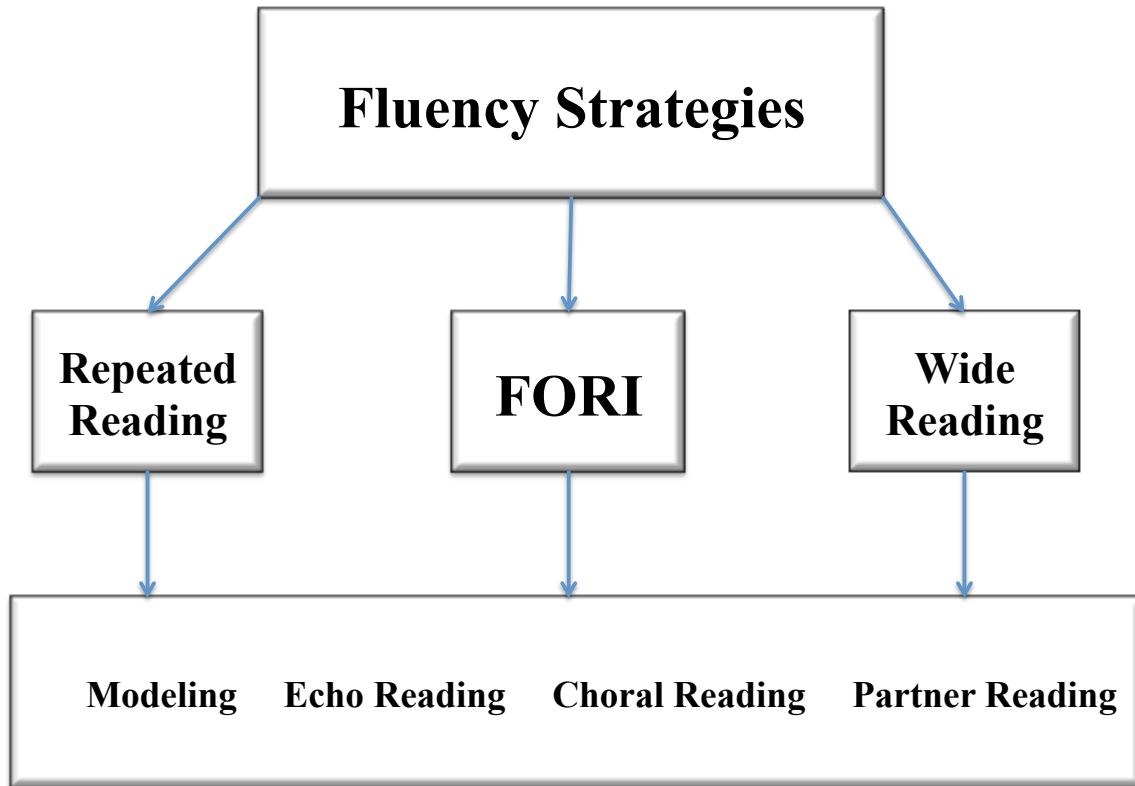 Fluency Strategies
Repeated
Reading
FORI
Wide
Reading
Modeling
Echo Reading
Choral Reading
Partner Reading